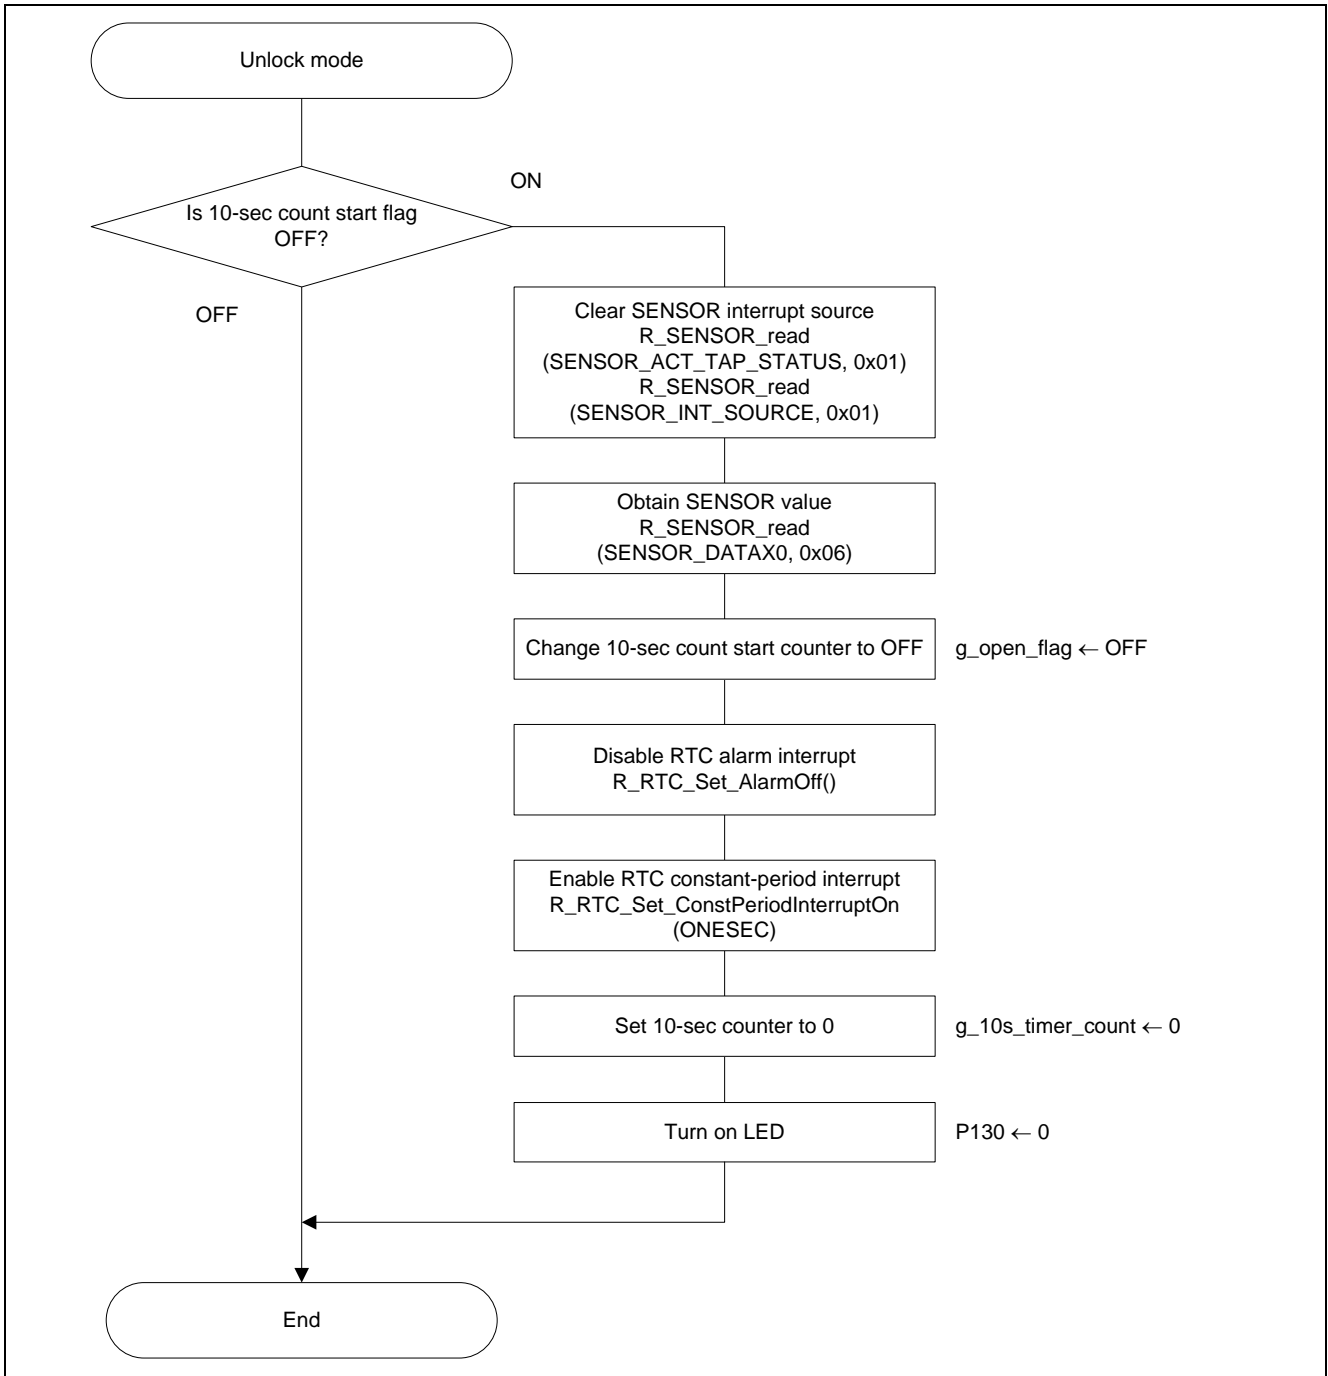 Unlock mode
Is 10-sec count start flag
OFF?
ON
OFF
Clear SENSOR interrupt source
R_SENSOR_read
(SENSOR_ACT_TAP_STATUS, 0x01)
R_SENSOR_read
(SENSOR_INT_SOURCE, 0x01)
Obtain SENSOR value
R_SENSOR_read
(SENSOR_DATAX0, 0x06)
Change 10-sec count start counter to OFF
g_open_flag ← OFF
Disable RTC alarm interrupt
R_RTC_Set_AlarmOff()
Enable RTC constant-period interrupt
R_RTC_Set_ConstPeriodInterruptOn
(ONESEC)
Set 10-sec counter to 0
g_10s_timer_count ← 0
Turn on LED
P130 ← 0
End